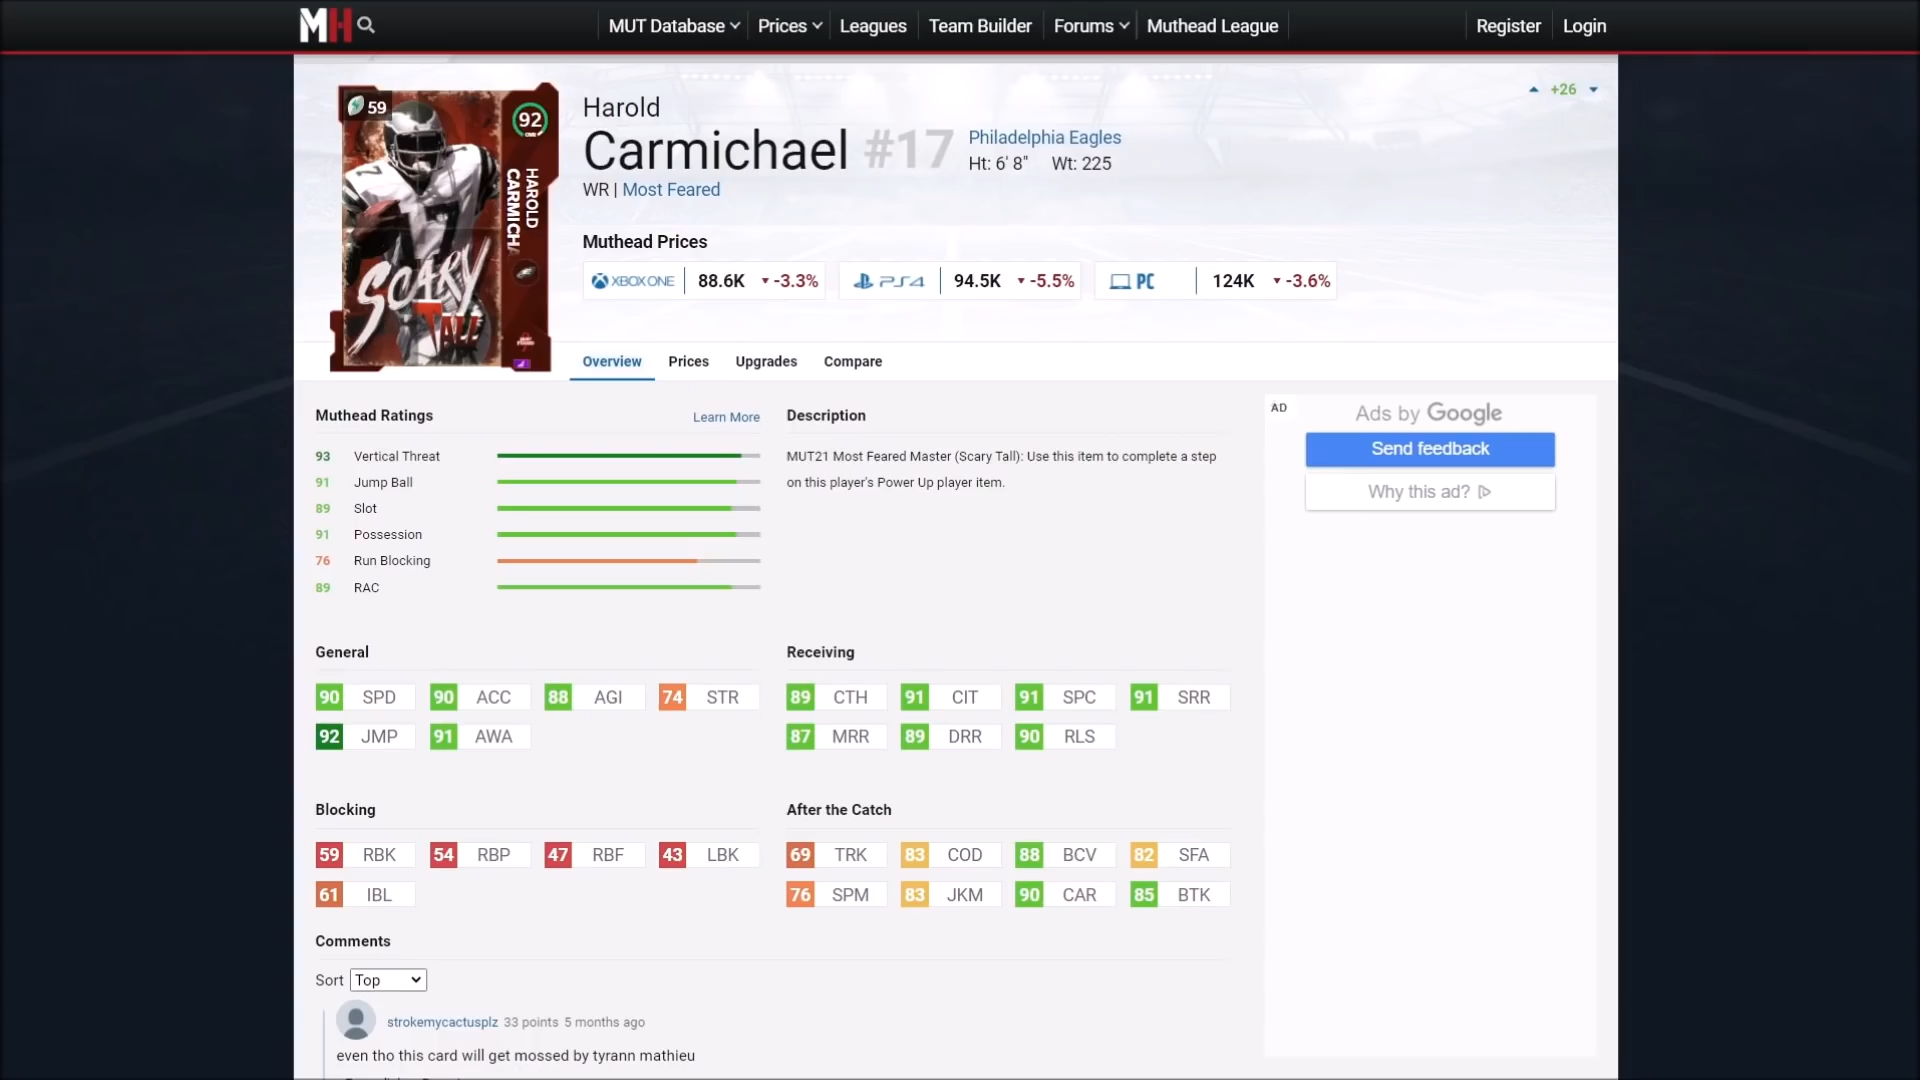 MH
MUT Database
Prices
Leagues
Team Builder
Forums
Muthead League
Register
Login
59
92
OVR
HAROLD
CARMICHA
SCARY
TALL
Harold
Carmichael #17
Philadelphia Eagles
Ht: 6' 8" Wt: 225
WR | Most Feared
+26
Muthead Prices
XBOX ONE 88.6K -3.3%
PS4 94.5K -5.5%
PC 124K -3.6%
Overview Prices Upgrades Compare
Muthead Ratings Learn More
93 Vertical Threat
91 Jump Ball
89 Slot
91 Possession
76 Run Blocking
89 RAC
Description
MUT21 Most Feared Master (Scary Tall): Use this item to complete a step
on this player's Power Up player item.
AD
Ads by Google
Send feedback
Why this ad?
General
90 SPD 90 ACC 88 AGI 74 STR
92 JMP 91 AWA
Receiving
89 CTH 91 CIT 91 SPC 91 SRR
87 MRR 89 DRR 90 RLS
Blocking
59 RBK 54 RBP 47 RBF 43 LBK
61 IBL
After the Catch
69 TRK 83 COD 88 BCV 82 SFA
76 SPM 83 JKM 90 CAR 85 BTK
Comments
Sort Top
strokemycactusplz 33 points 5 months ago
even tho this card will get mossed by tyrann mathieu